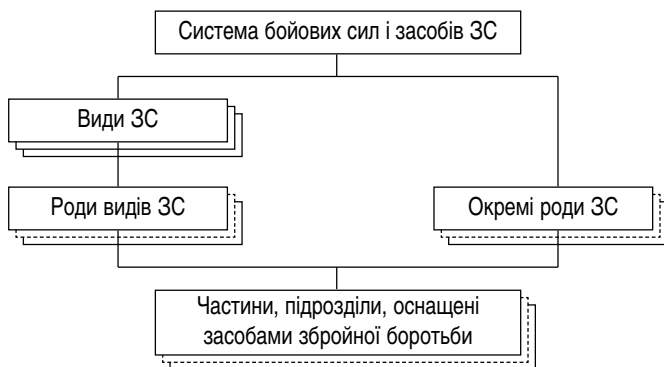 Система бойових сил і засобів ЗС
Види ЗС
Роди видів ЗС
Окремі роди ЗС
Частини, підрозділи, оснащені
засобами збройної боротьби